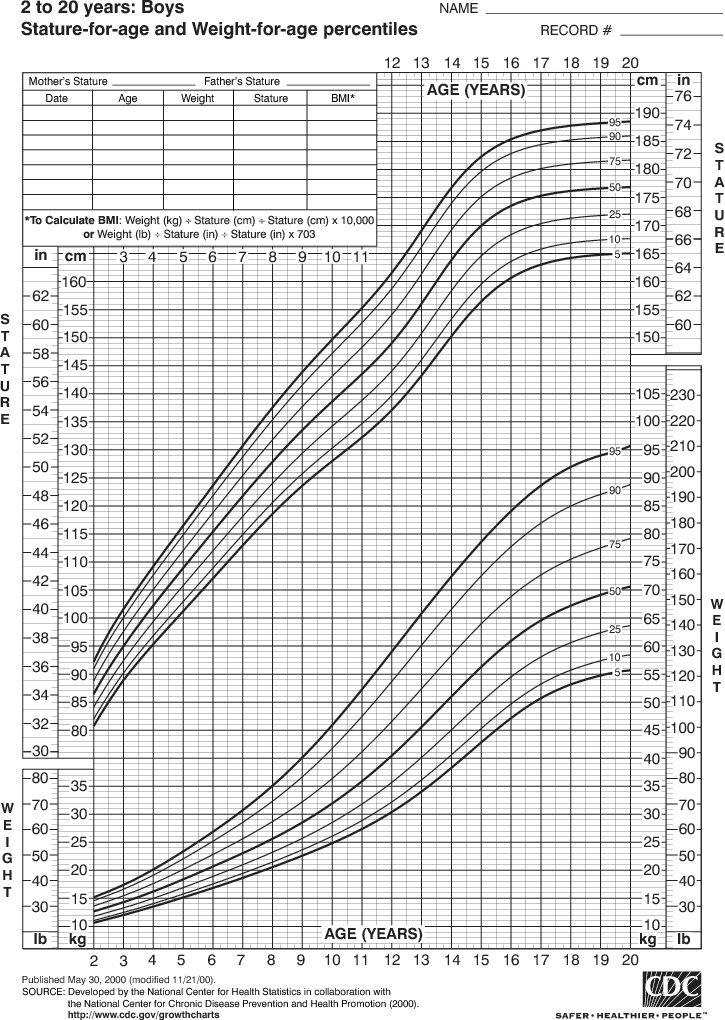 2 to 20 years: Boys
Stature-for-age and Weight-for-age percentiles
NAME
RECORD #
12 13 14 15 16 17 18 19 20
Mother's Stature Father's Stature
Date Age Weight Stature BMI*
AGE (YEARS)
cm in
76
190
74
185
72
180
70
175
68
170
66
165
64
160
62
155
60
150
95
90
75
50
25
10
5
S
T
A
T
U
R
E
*To Calculate BMI: Weight (kg) ÷ Stature (cm) ÷ Stature (cm) x 10,000
or Weight (lb) ÷ Stature (in) ÷ Stature (in) x 703
in cm 3 4 5 6 7 8 9 10 11
160
62
155
60
150
58
145
56
140
54
135
52
130
50
125
48
120
46
115
44
110
42
105
40
100
38
95
36
90
34
85
32
80
30
S
T
A
T
U
R
E
105 230
100 220
95 210
90 200
85 190
80 180
75 170
70 160
65 150
60 140
55 130
50 120
45 110
40 100
35 90
30 80
25 70
20 60
15 50
10 40
30
kg lb
95
90
75
50
25
10
5
W
E
I
G
H
T
80
35
70
30
60
25
50
20
40
15
30
10
lb kg
W
E
I
G
H
T
AGE (YEARS)
2 3 4 5 6 7 8 9 10 11 12 13 14 15 16 17 18 19 20
Published May 30, 2000 (modified 11/21/00).
SOURCE: Developed by the National Center for Health Statistics in collaboration with
the National Center for Chronic Disease Prevention and Health Promotion (2000).
http://www.cdc.gov/growthcharts
CDC
SAFER • HEALTHIER • PEOPLE™